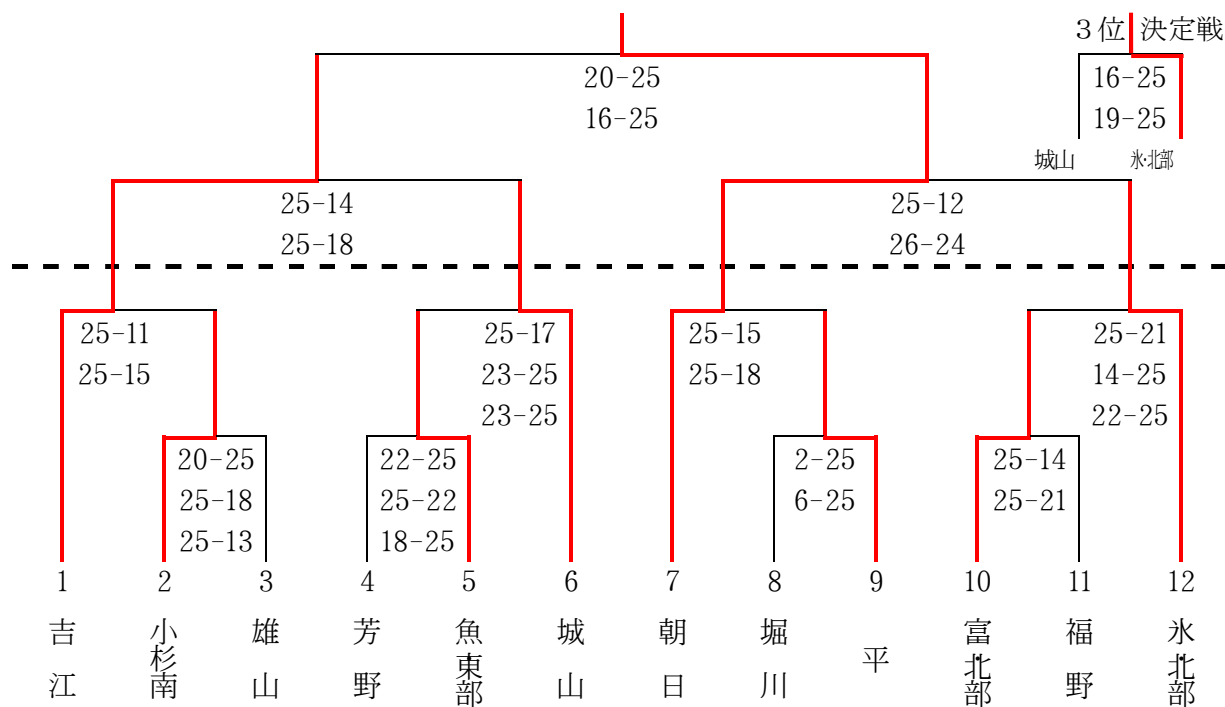 ３位 決定戦
20-25
16-25
16-25
19-25
城山
氷・北部
25-14
25-18
25-12
26-24
25-11
25-15
25-17
23-25
23-25
25-15
25-18
25-21
14-25
22-25
20-25
25-18
25-13
22-25
25-22
18-25
2-25
6-25
25-14
25-21
1 2 3 4 5 6 7 8 9 10 11 12
吉江
小杉南
雄山
芳野
魚・東部
城山
朝日
堀川
平
富・北部
福野
氷・北部